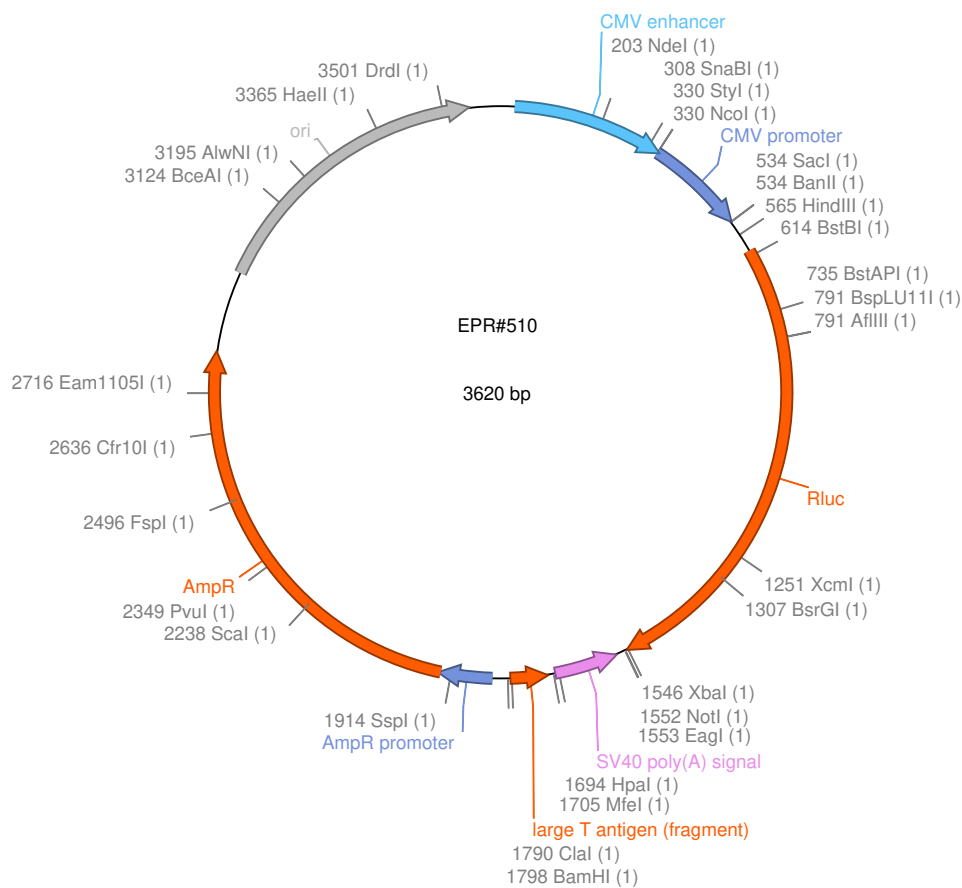 CMV enhancer
203 NdeI (1)
308 SnaBI (1)
330 StyI (1)
330 NcoI (1)
CMV promoter
534 SacI (1)
534 BanII (1)
565 HindIII (1)
614 BstBI (1)
735 BstAPI (1)
791 BspLU11I (1)
791 AflIII (1)
Rluc
1251 XcmI (1)
1307 BsrGI (1)
1546 XbaI (1)
1552 NotI (1)
1553 EagI (1)
SV40 poly(A) signal
1694 HpaI (1)
1705 MfeI (1)
large T antigen (fragment)
1790 ClaI (1)
1798 BamHI (1)
AmpR promoter
1914 SspI (1)
2238 ScaI (1)
2349 PvuI (1)
AmpR
2496 FspI (1)
2636 Cfr10I (1)
2716 Eam1105I (1)
3124 BceAI (1)
3195 AlwNI (1)
ori
3365 HaeII (1)
3501 DrdI (1)
EPR#510
3620 bp